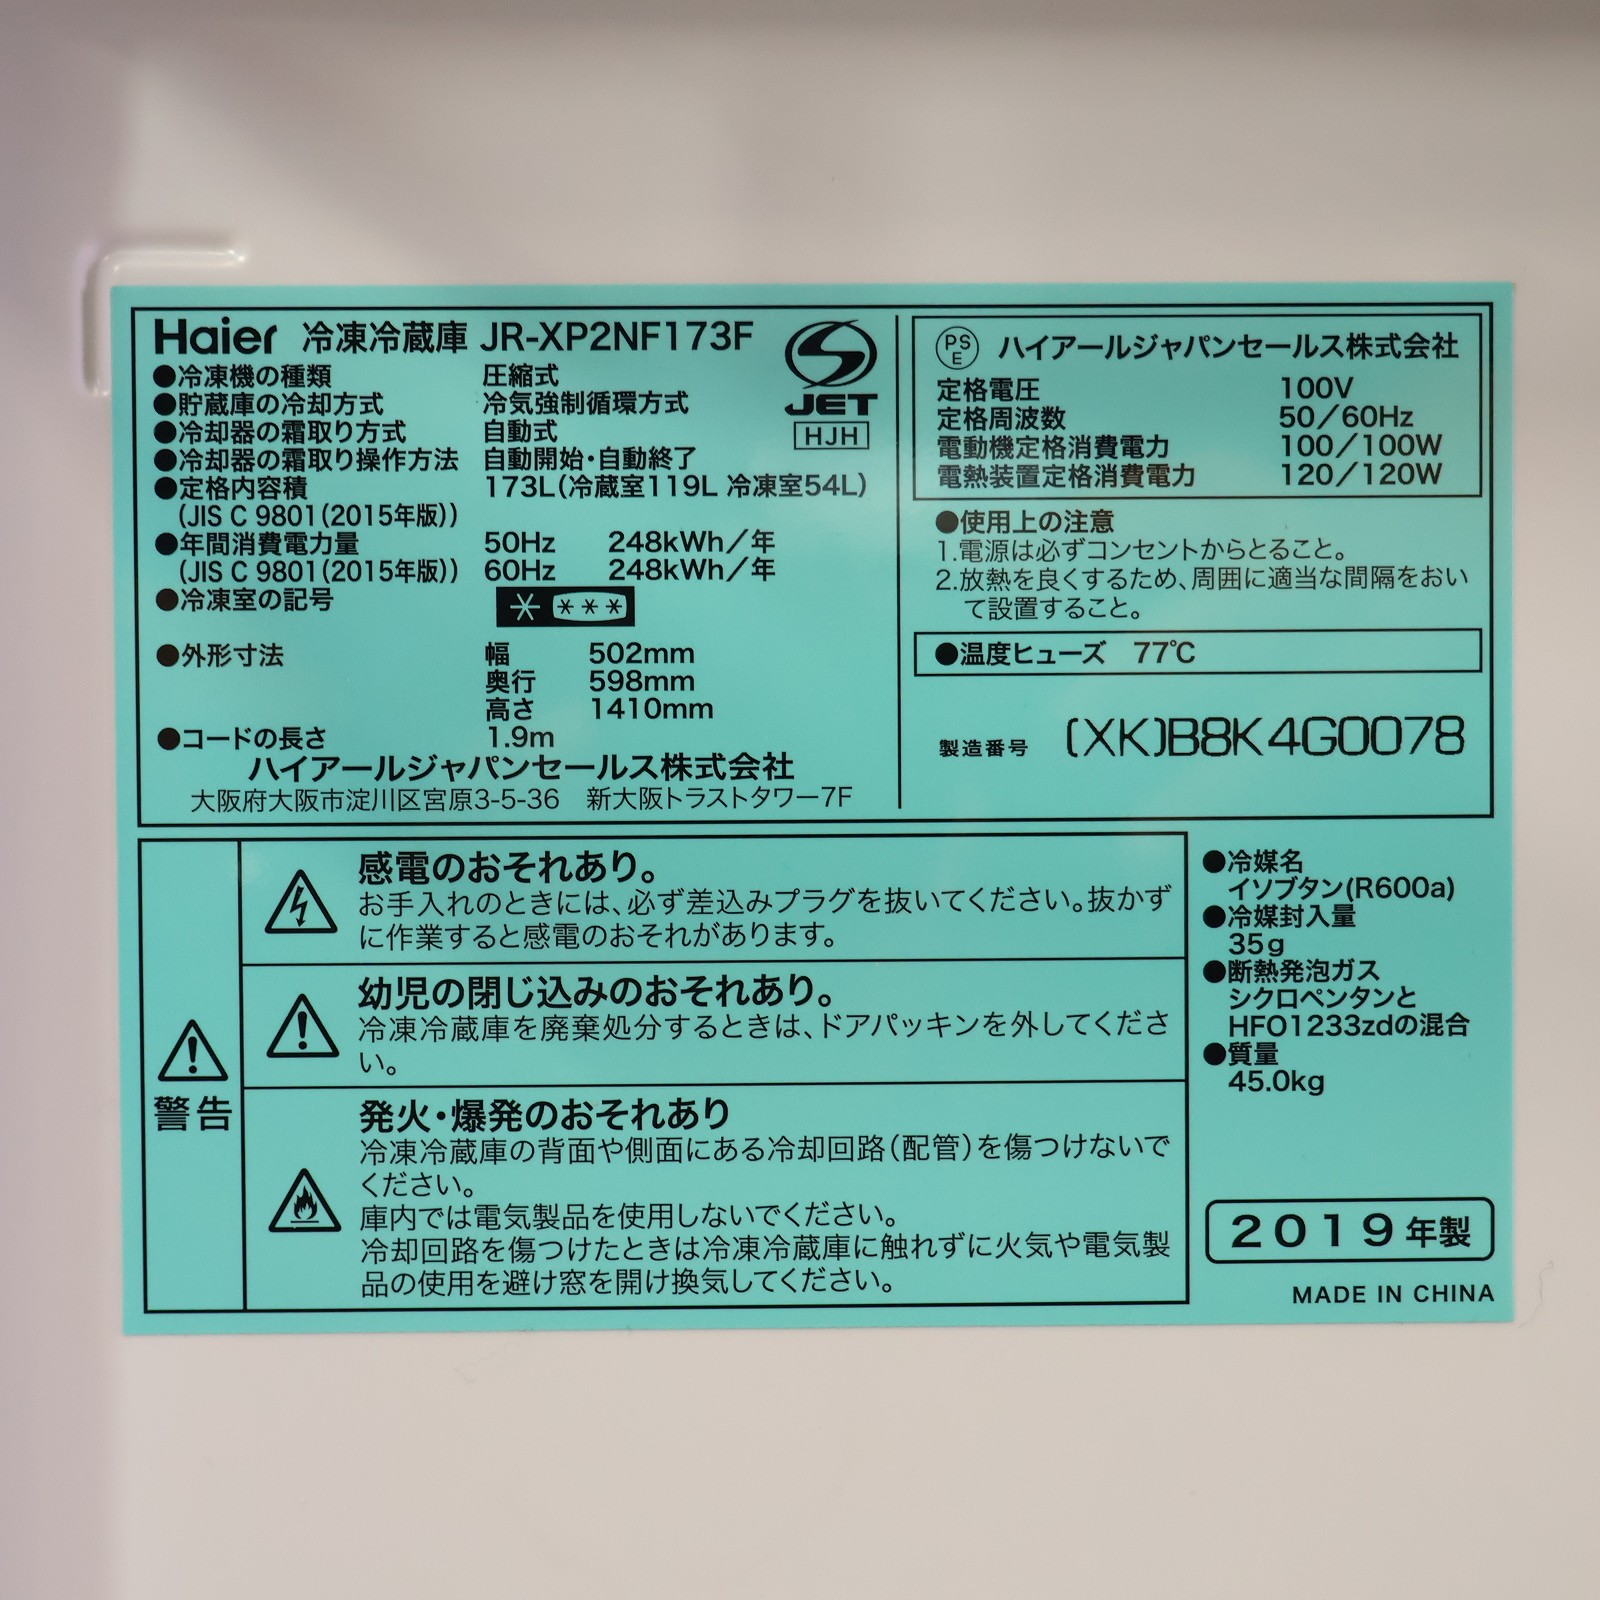 Haier 冷凍冷蔵庫 JR-XP2NF173F
●冷凍機の種類 圧縮式
●貯蔵庫の冷却方式 冷気強制循環方式
●冷却器の霜取り方式 自動式
●冷却器の霜取り操作方法 自動開始・自動終了
●定格内容積 173L(冷蔵室119L 冷凍室54L)
(JIS C 9801(2015年版))
●年間消費電力量 50Hz 248kWh/年
(JIS C 9801(2015年版)) 60Hz 248kWh/年
●冷凍室の記号 * ***
●外形寸法 幅 502mm
奥行 598mm
高さ 1410mm
●コードの長さ 1.9m
ハイアールジャパンセールス株式会社
大阪府大阪市淀川区宮原3-5-36 新大阪トラストタワー7F
JET
HJH
PS
E ハイアールジャパンセールス株式会社
定格電圧 100V
定格周波数 50/60Hz
電動機定格消費電力 100/100W
電熱装置定格消費電力 120/120W
●使用上の注意
1.電源は必ずコンセントからとること。
2.放熱を良くするため、周囲に適当な間隔をおい
て設置すること。
●温度ヒューズ 77℃
製造番号 (XK)B8K4G0078
警告
感電のおそれあり。
お手入れのときには、必ず差込みプラグを抜いてください。抜かず
に作業すると感電のおそれがあります。
幼児の閉じ込みのおそれあり。
冷凍冷蔵庫を廃棄処分するときは、ドアパッキンを外してくださ
い。
発火・爆発のおそれあり
冷凍冷蔵庫の背面や側面にある冷却回路(配管)を傷つけないで
ください。
庫内では電気製品を使用しないでください。
冷却回路を傷つけたときは冷凍冷蔵庫に触れずに火気や電気製
品の使用を避け窓を開け換気してください。
●冷媒名
イソブタン(R600a)
●冷媒封入量
35g
●断熱発泡ガス
シクロペンタンと
HFO1233zdの混合
●質量
45.0kg
2019年製
MADE IN CHINA